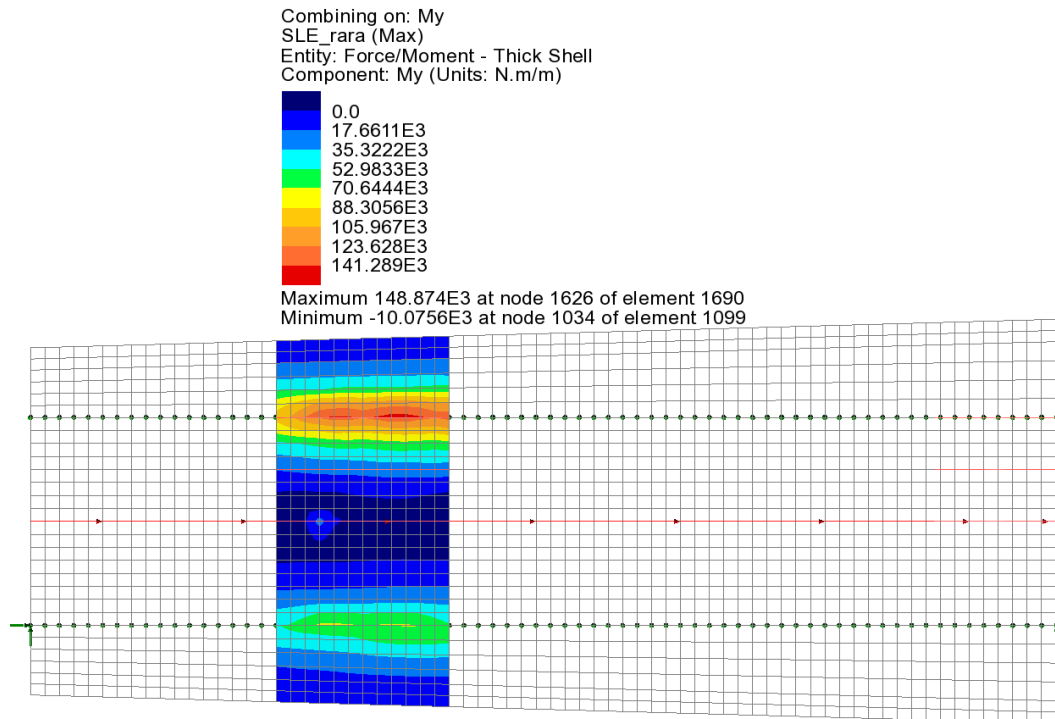 Combining on: My
SLE_rara (Max)
Entity: Force/Moment - Thick Shell
Component: My (Units: N.m/m)
0.0
17.6611E3
35.3222E3
52.9833E3
70.6444E3
88.3056E3
105.967E3
123.628E3
141.289E3
Maximum 148.874E3 at node 1626 of element 1690
Minimum -10.0756E3 at node 1034 of element 1099